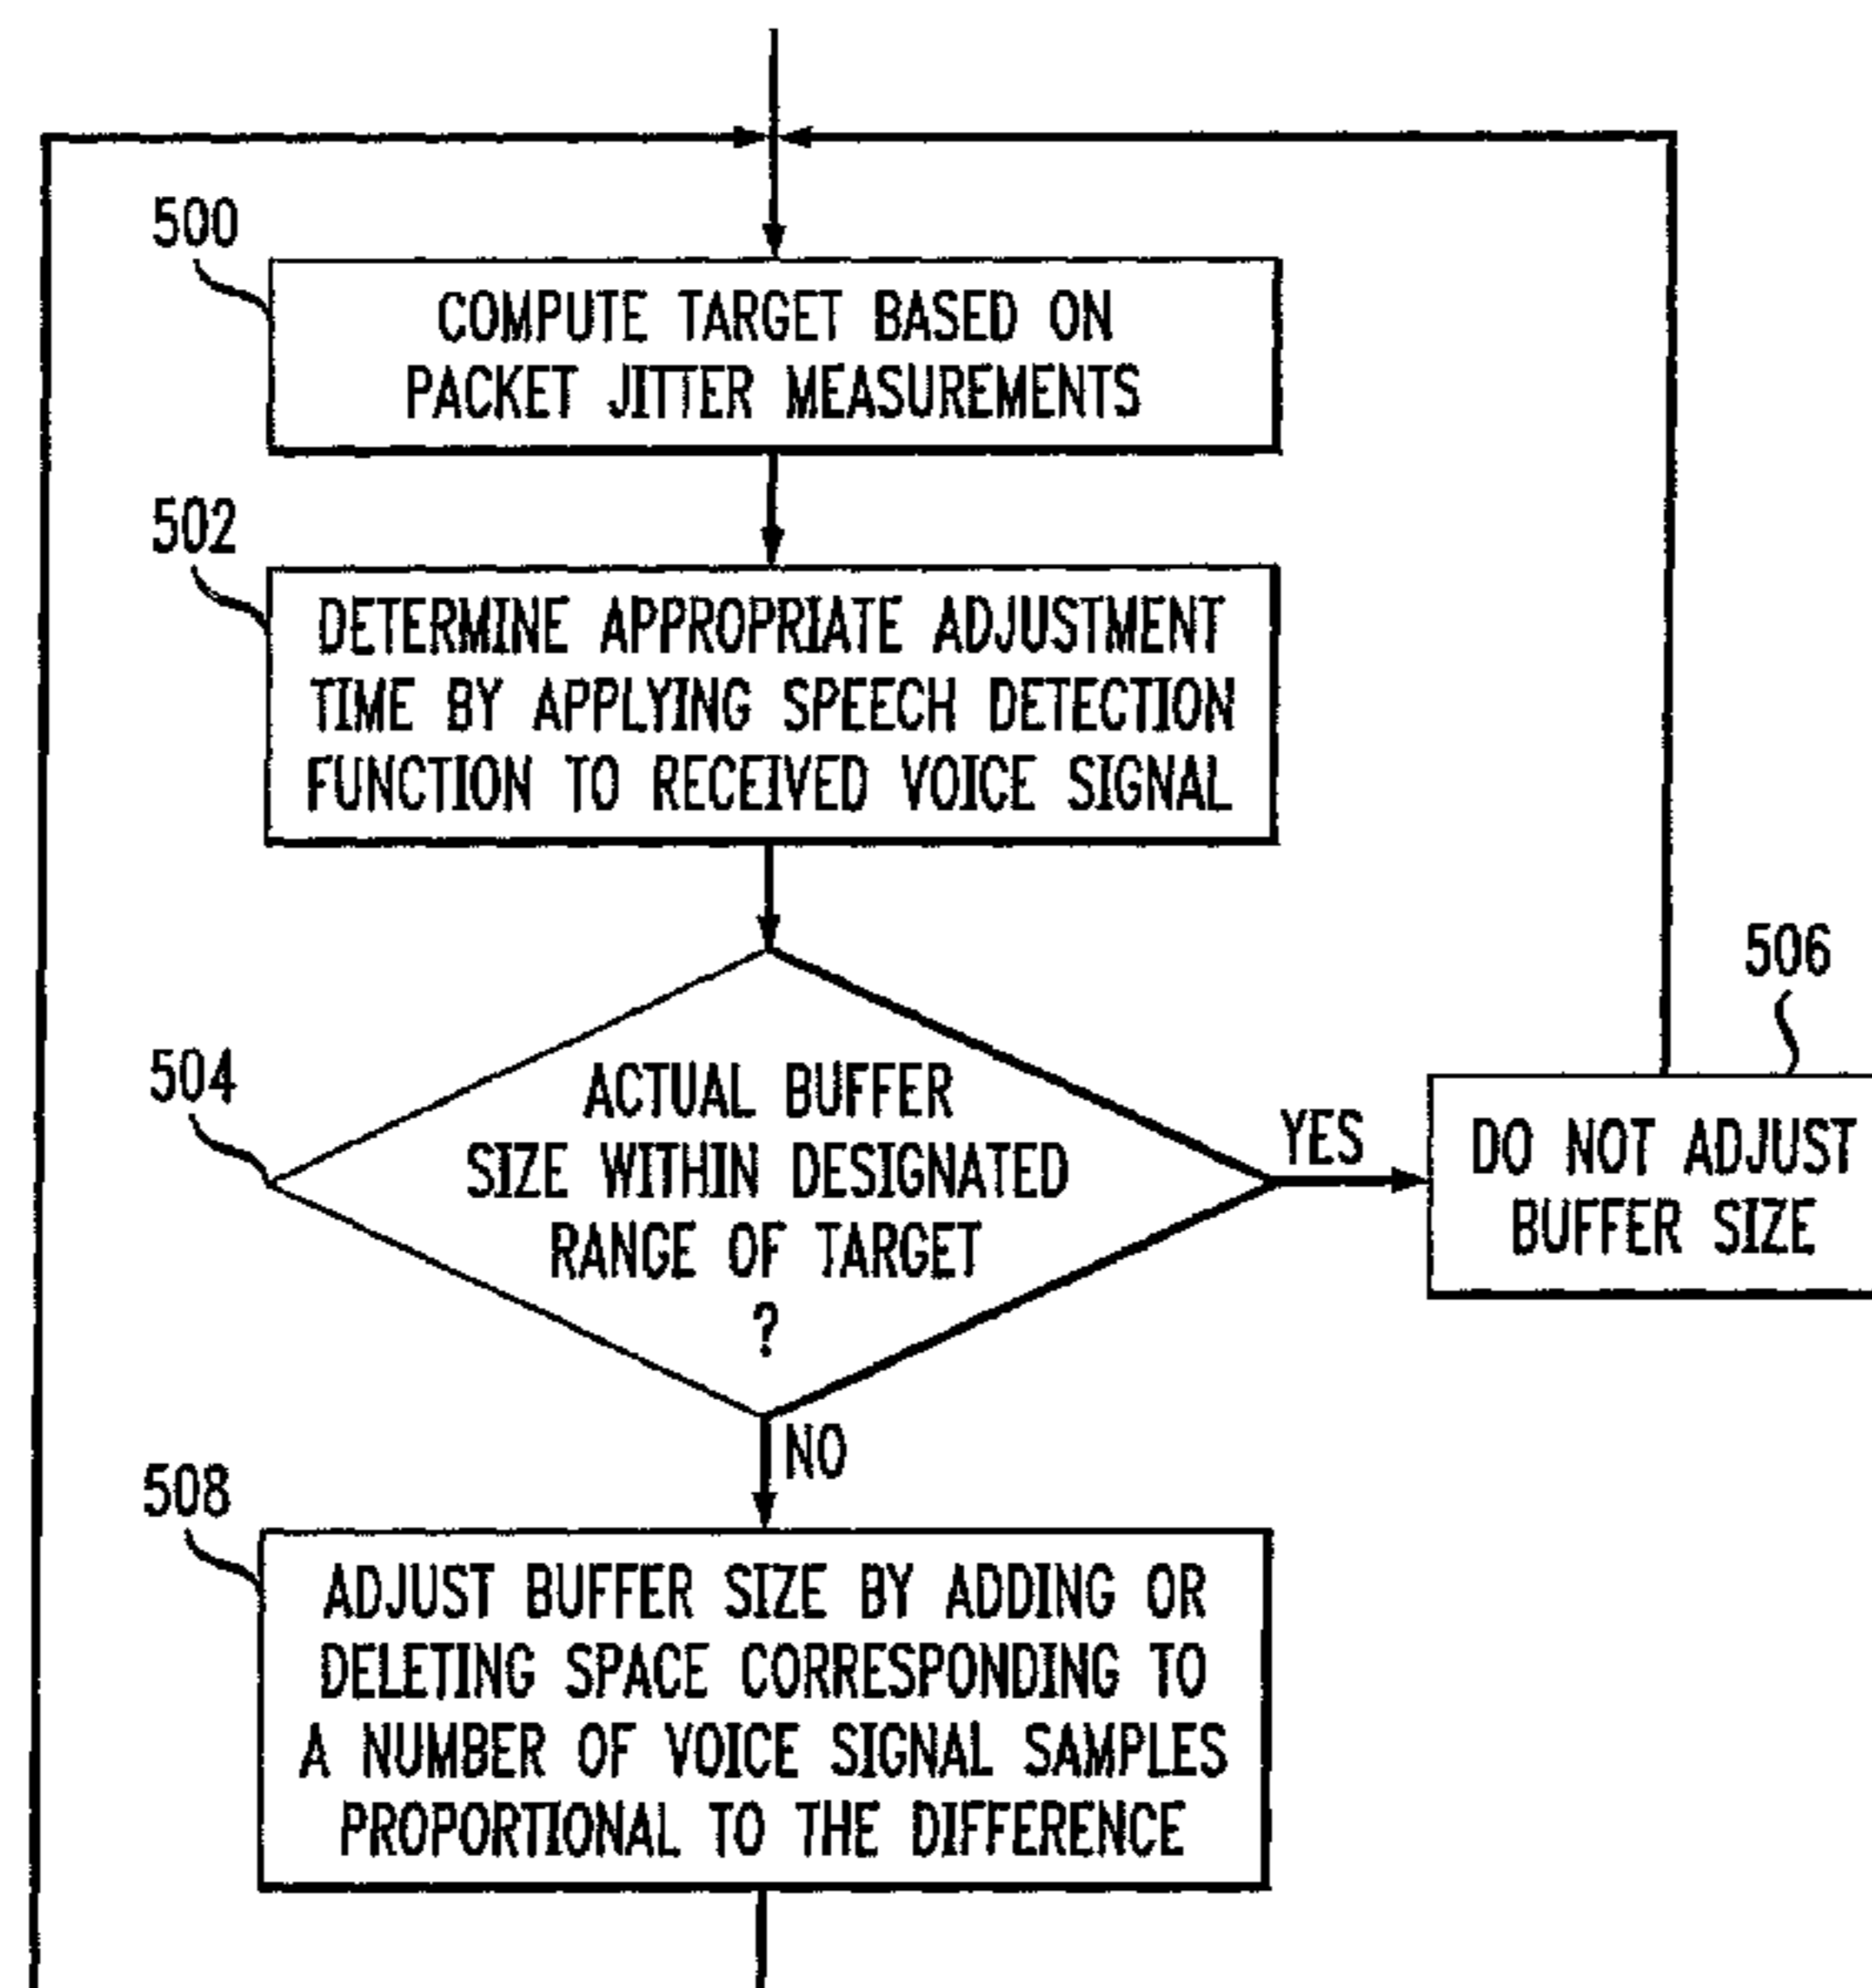 500
COMPUTE TARGET BASED ON
PACKET JITTER MEASUREMENTS
502
DETERMINE APPROPRIATE ADJUSTMENT
TIME BY APPLYING SPEECH DETECTION
FUNCTION TO RECEIVED VOICE SIGNAL
504
ACTUAL BUFFER
SIZE WITHIN DESIGNATED
RANGE OF TARGET
?
YES
506
DO NOT ADJUST
BUFFER SIZE
NO
508
ADJUST BUFFER SIZE BY ADDING OR
DELETING SPACE CORRESPONDING TO
A NUMBER OF VOICE SIGNAL SAMPLES
PROPORTIONAL TO THE DIFFERENCE